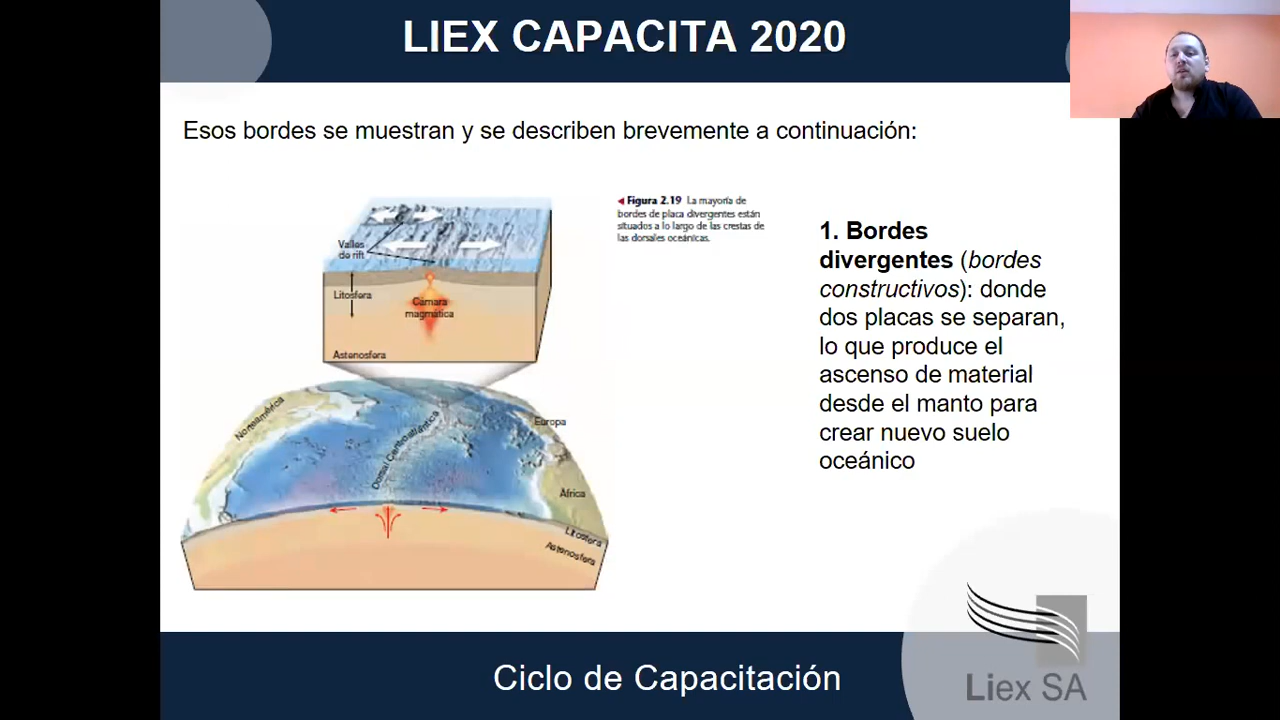 LIEX CAPACITA 2020
Esos bordes se muestran y se describen brevemente a continuación:
Figura 2.19 La mayoría de
bordes de placa divergentes están
situados a lo largo de las crestas de
las dorsales oceánicas.
Valles
de rift
Litosfera
Cámara
magmática
Astenosfera
Norteamérica
Dorsal Centroatlántica
Europa
África
Litosfera
Astenosfera
1. Bordes
divergentes (bordes
constructivos): donde
dos placas se separan,
lo que produce el
ascenso de material
desde el manto para
crear nuevo suelo
oceánico
Ciclo de Capacitación
Liex SA